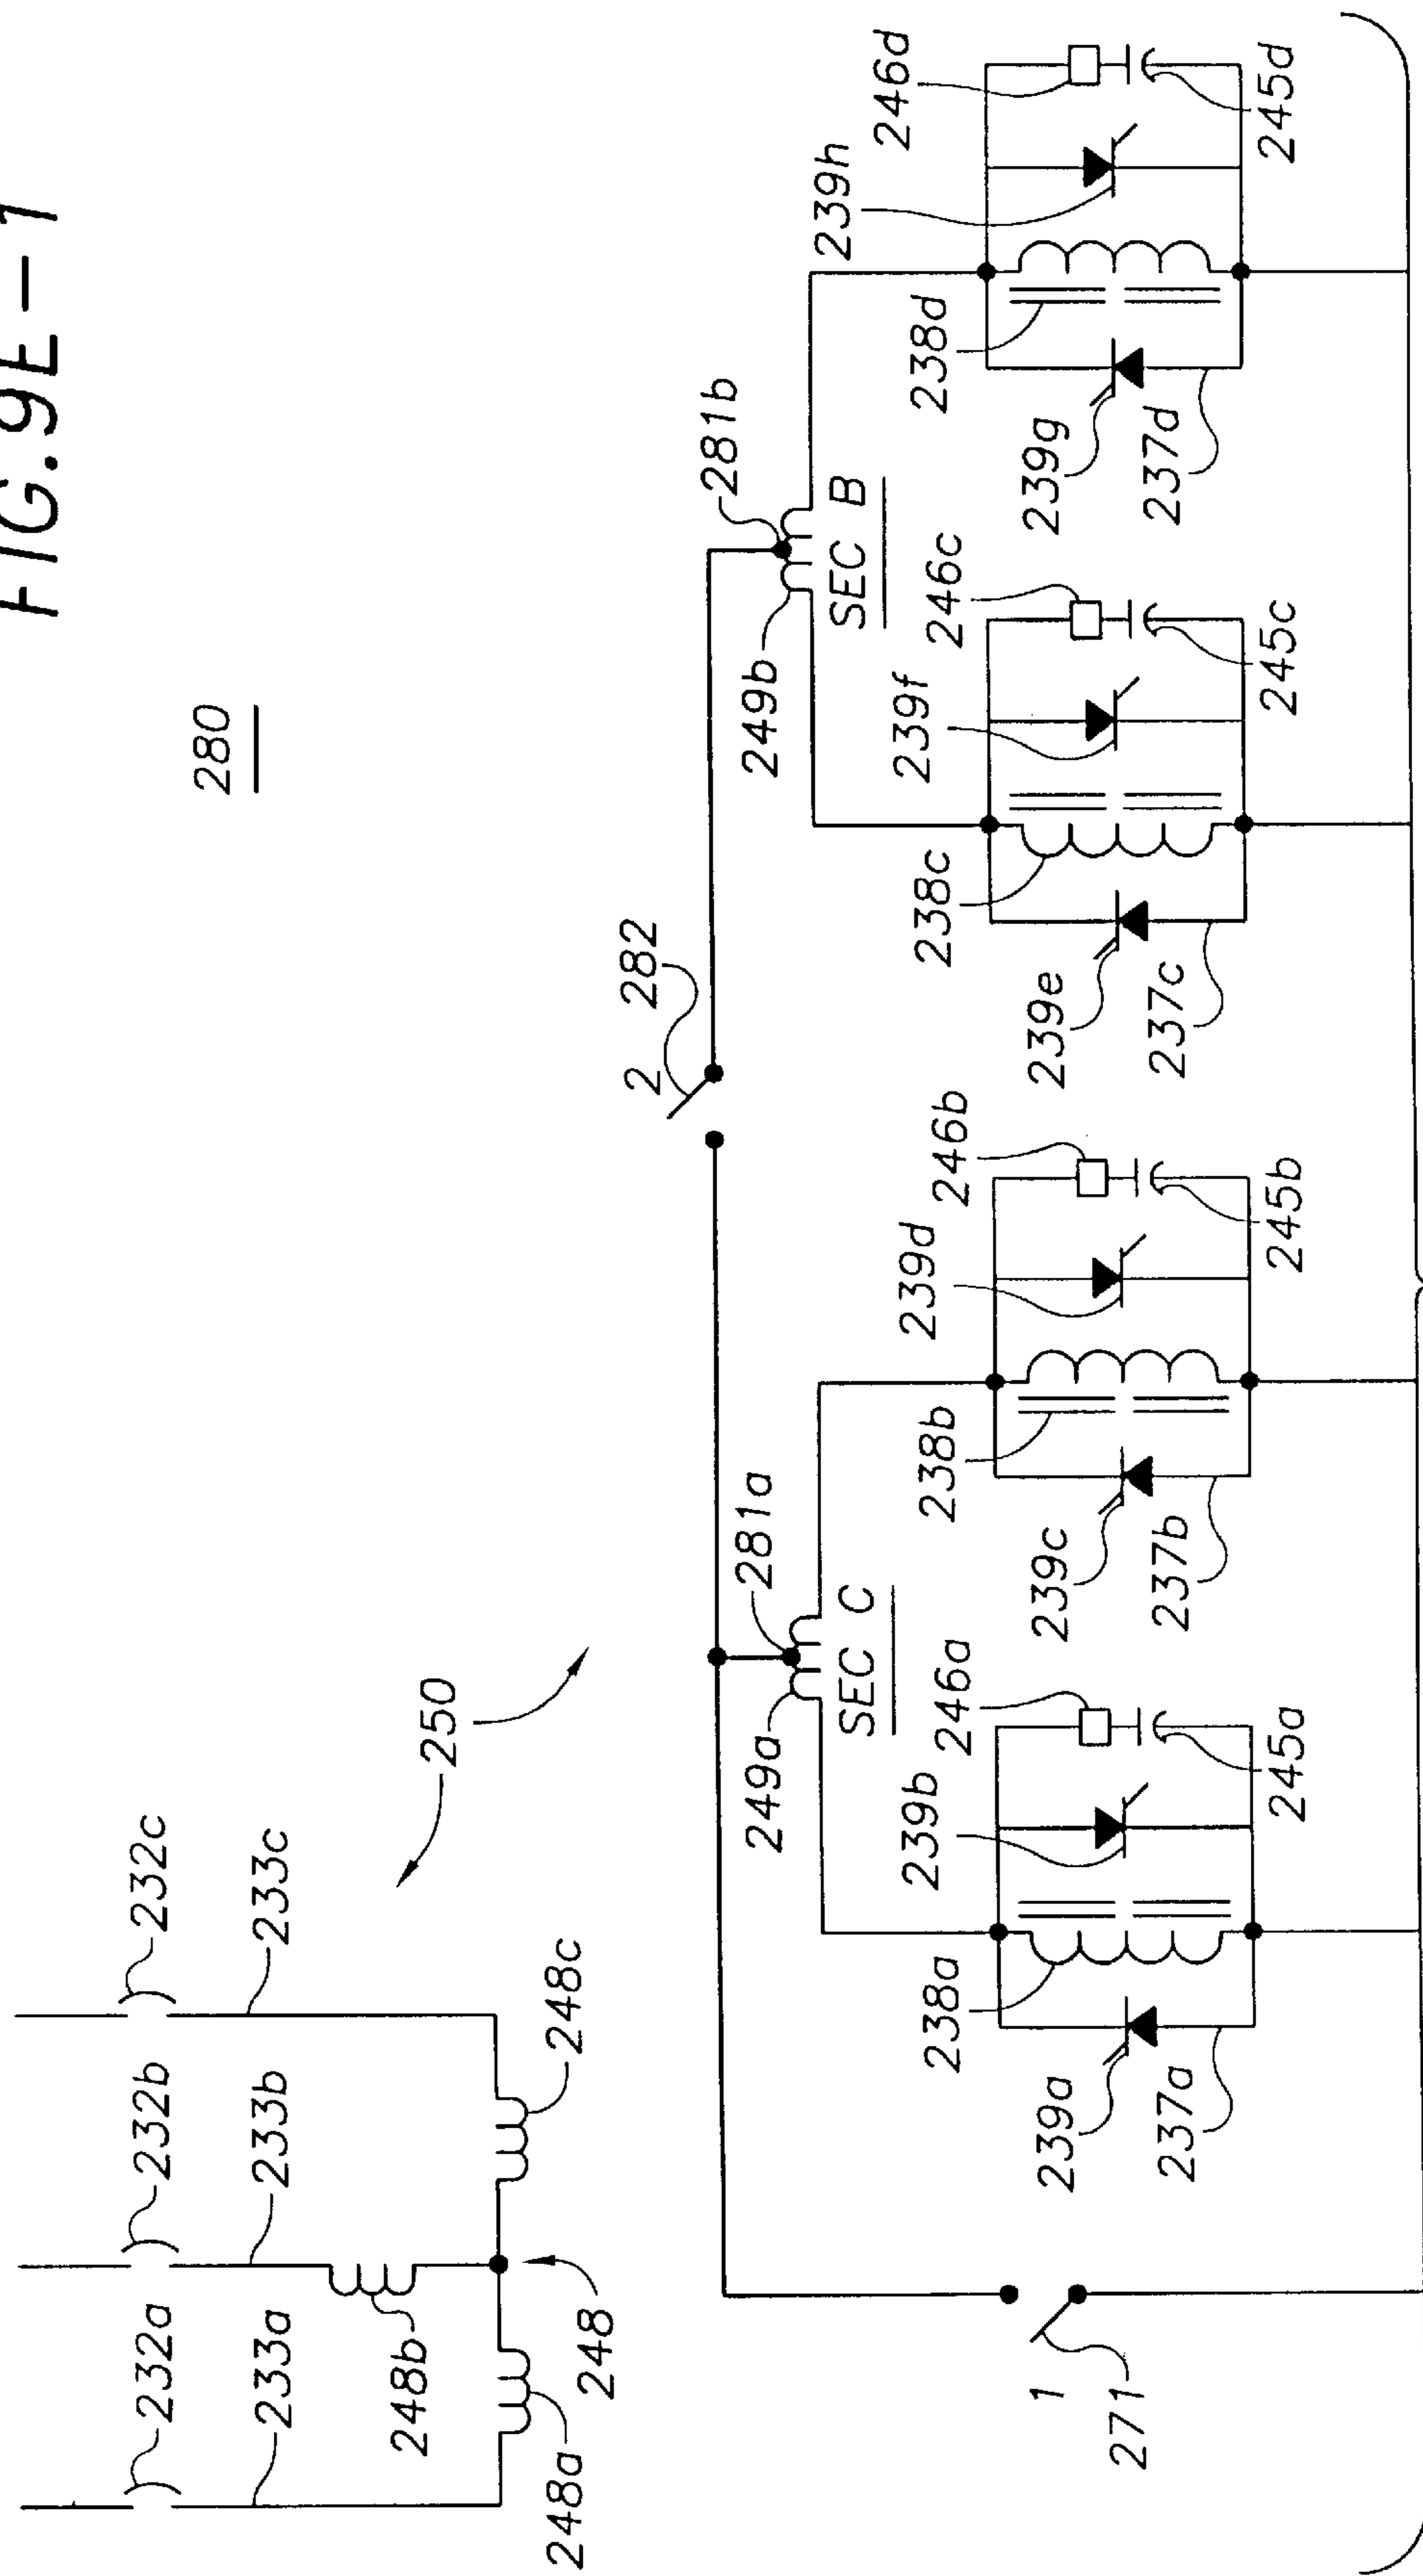 FIG.9E-1
280
232a
232b
232c
233a
233b
233c
250
248b
248a
248
248c
2
282
249a
281a
SEC C
249b
281b
SEC B
1
271
238a
239a
237a
239b
246a
245a
238b
239c
237b
239d
246b
245b
238c
239e
237c
239f
246c
245c
238d
239g
237d
239h
246d
245d